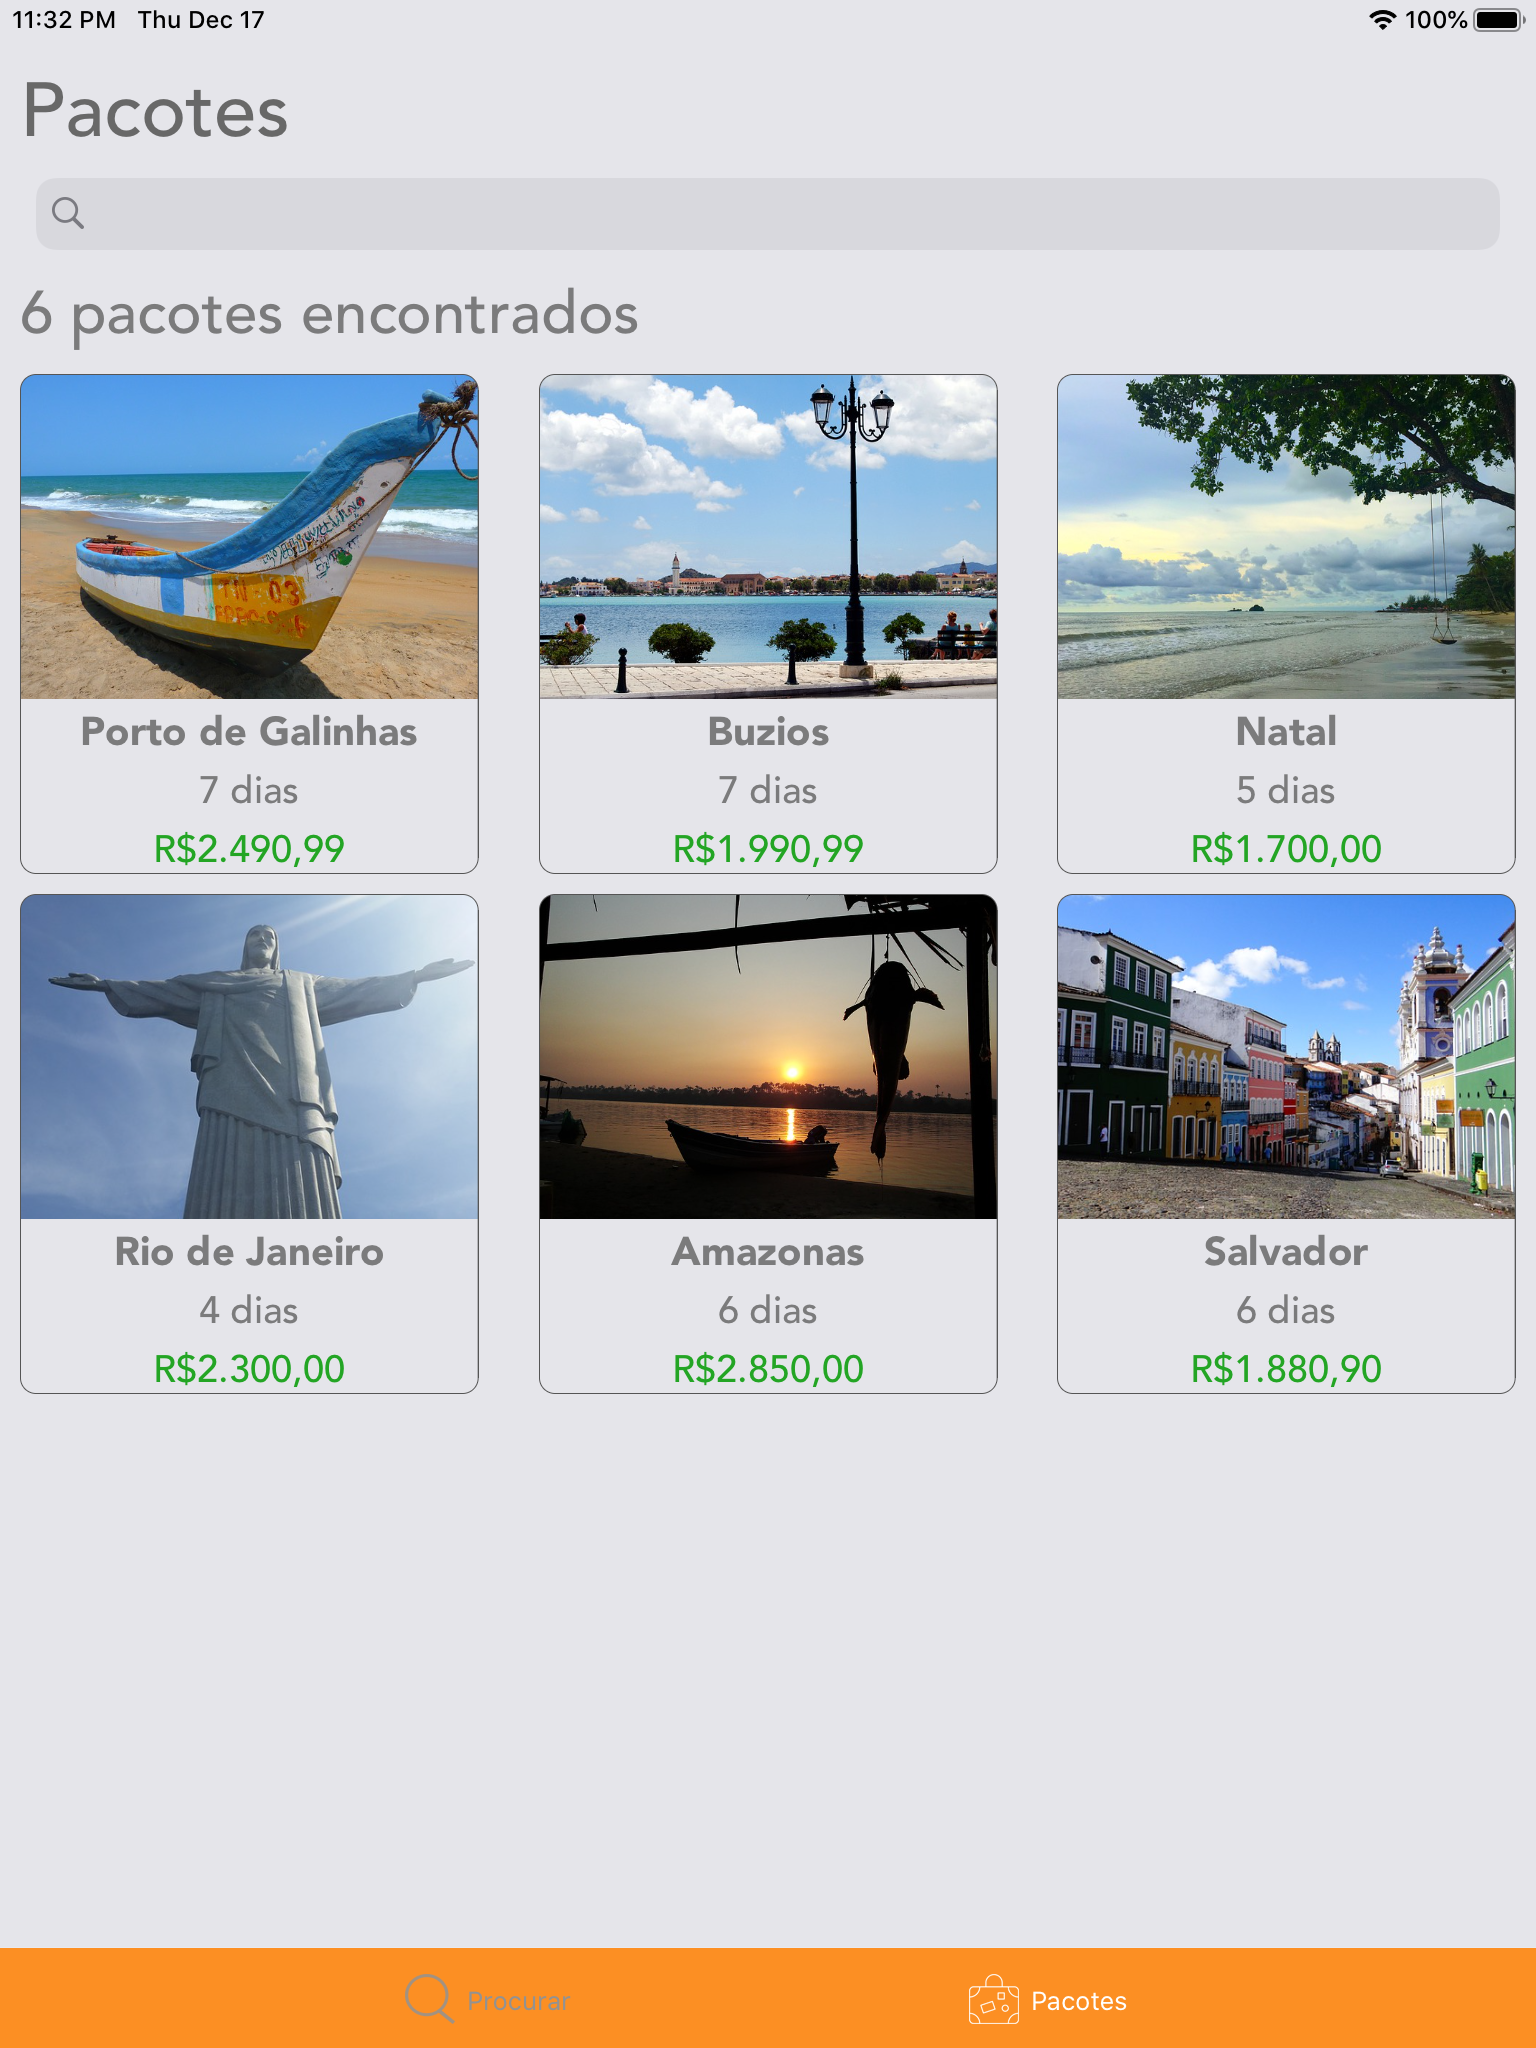 11:32 PM Thu Dec 17 100%
Pacotes
6 pacotes encontrados
Porto de Galinhas
7 dias
R$2.490,99
Buzios
7 dias
R$1.990,99
Natal
5 dias
R$1.700,00
Rio de Janeiro
4 dias
R$2.300,00
Amazonas
6 dias
R$2.850,00
Salvador
6 dias
R$1.880,90
Procurar
Pacotes